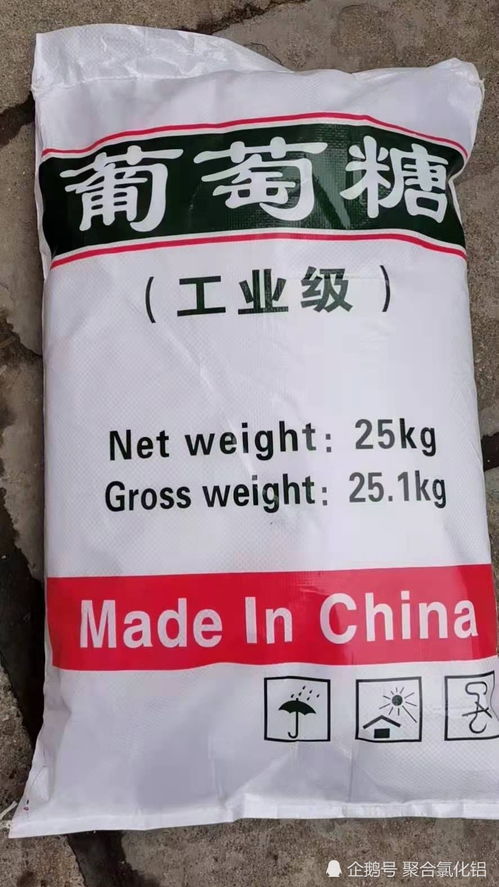 葡萄糖
（工业级）
Net weight: 25kg
Gross weight: 25.1kg
Made In China
企鹅号 聚合氯化铝